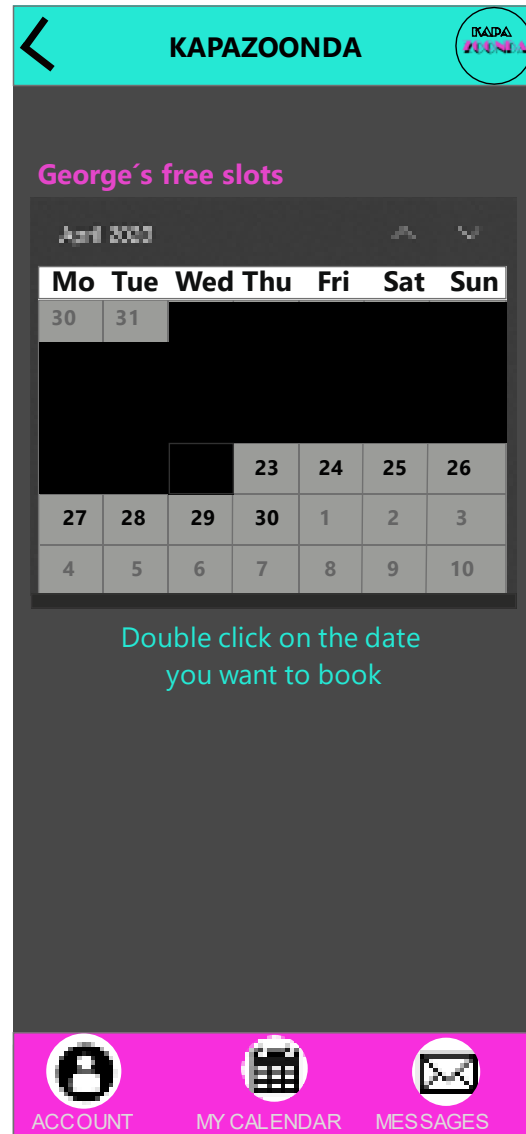 KAPAZOONDA
KAPA
ZOONDA
George´s free slots
April 2020
Mo Tue Wed Thu Fri Sat Sun
30 31
23 24 25 26
27 28 29 30 1 2 3
4 5 6 7 8 9 10
Double click on the date
you want to book
ACCOUNT MY CALENDAR MESSAGES